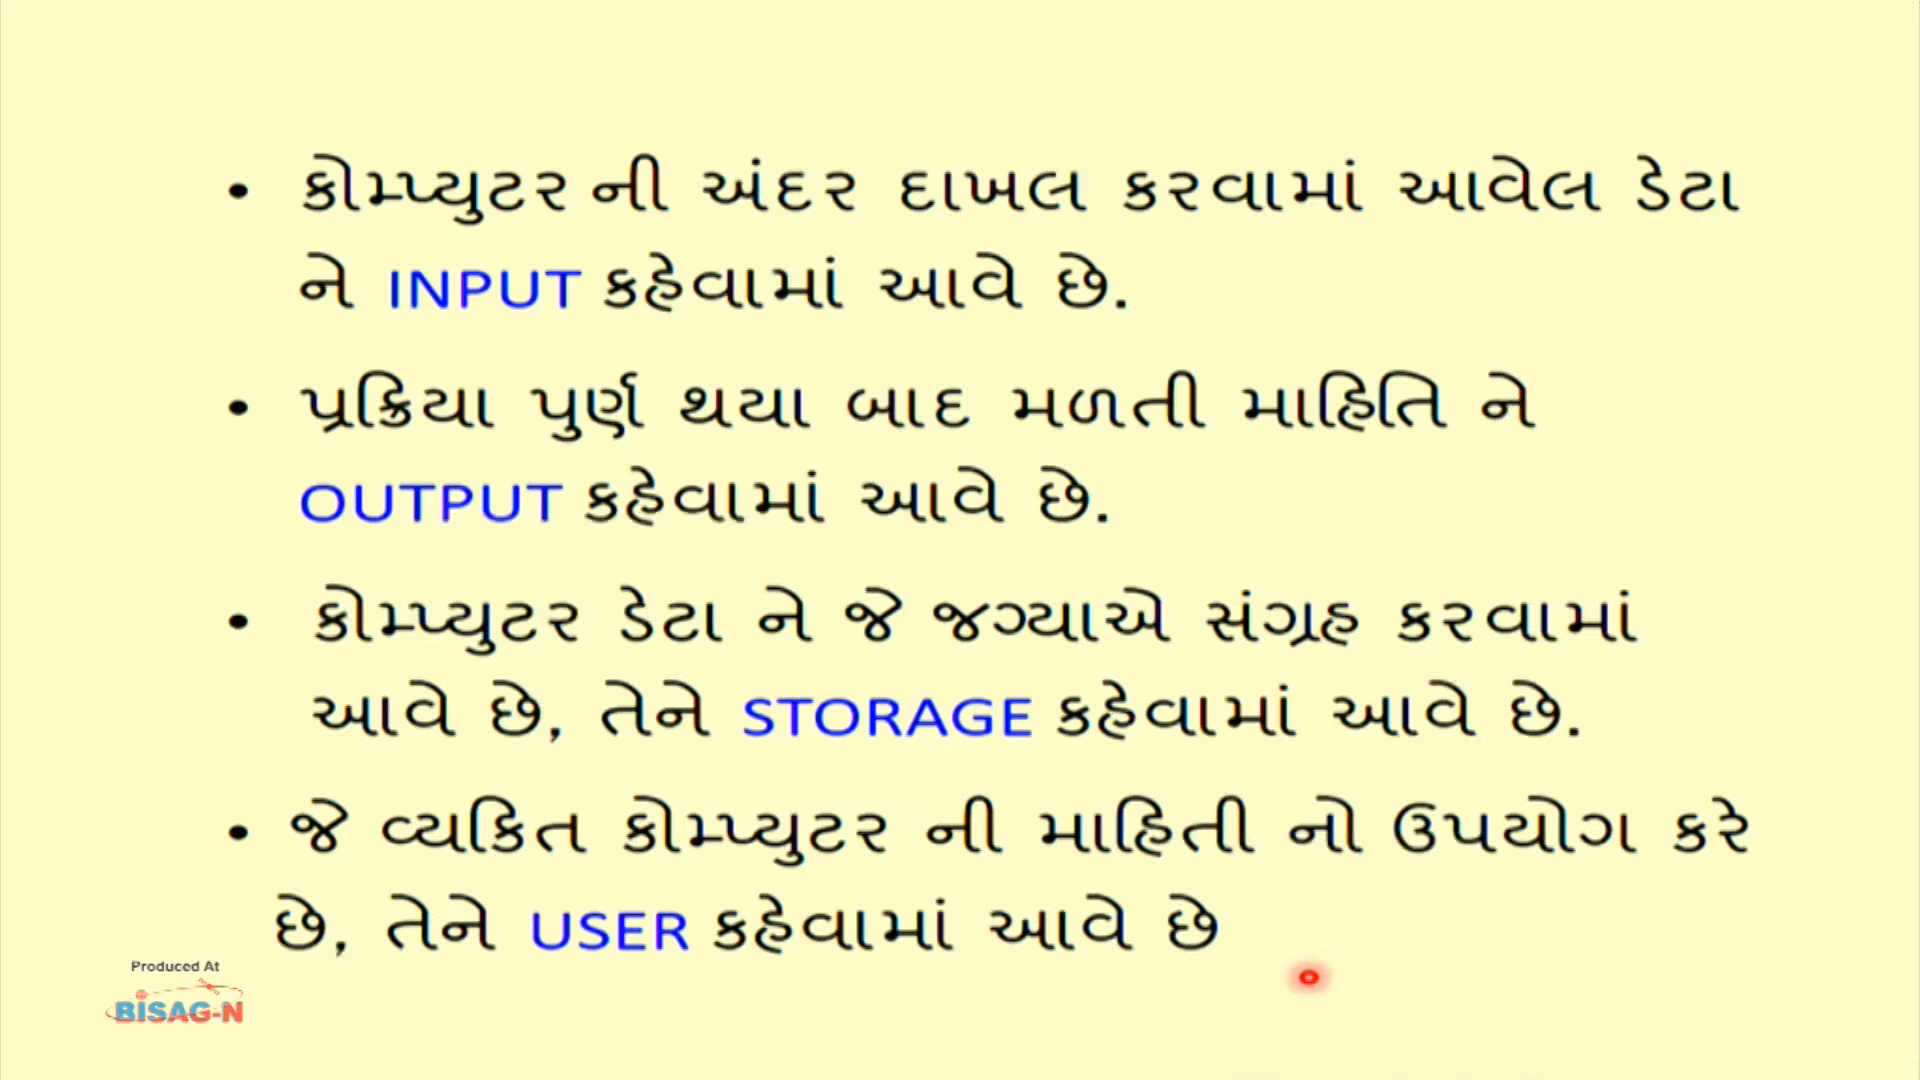 • કોમ્પ્યુટર ની અંદર દાખલ કરવામાં આવેલ ડેટા
ને INPUT કહેવામાં આવે છે.
• પ્રક્રિયા પુર્ણ થયા બાદ મળતી માહિતિ ને
OUTPUT કહેવામાં આવે છે.
• કોમ્પ્યુટર ડેટા ને જે જગ્યાએ સંગ્રહ કરવામાં
આવે છે, તેને STORAGE કહેવામાં આવે છે.
• જે વ્યકિત કોમ્પ્યુટર ની માહિતી નો ઉપયોગ કરે
છે, તેને USER કહેવામાં આવે છે
Produced At
BISAG-N